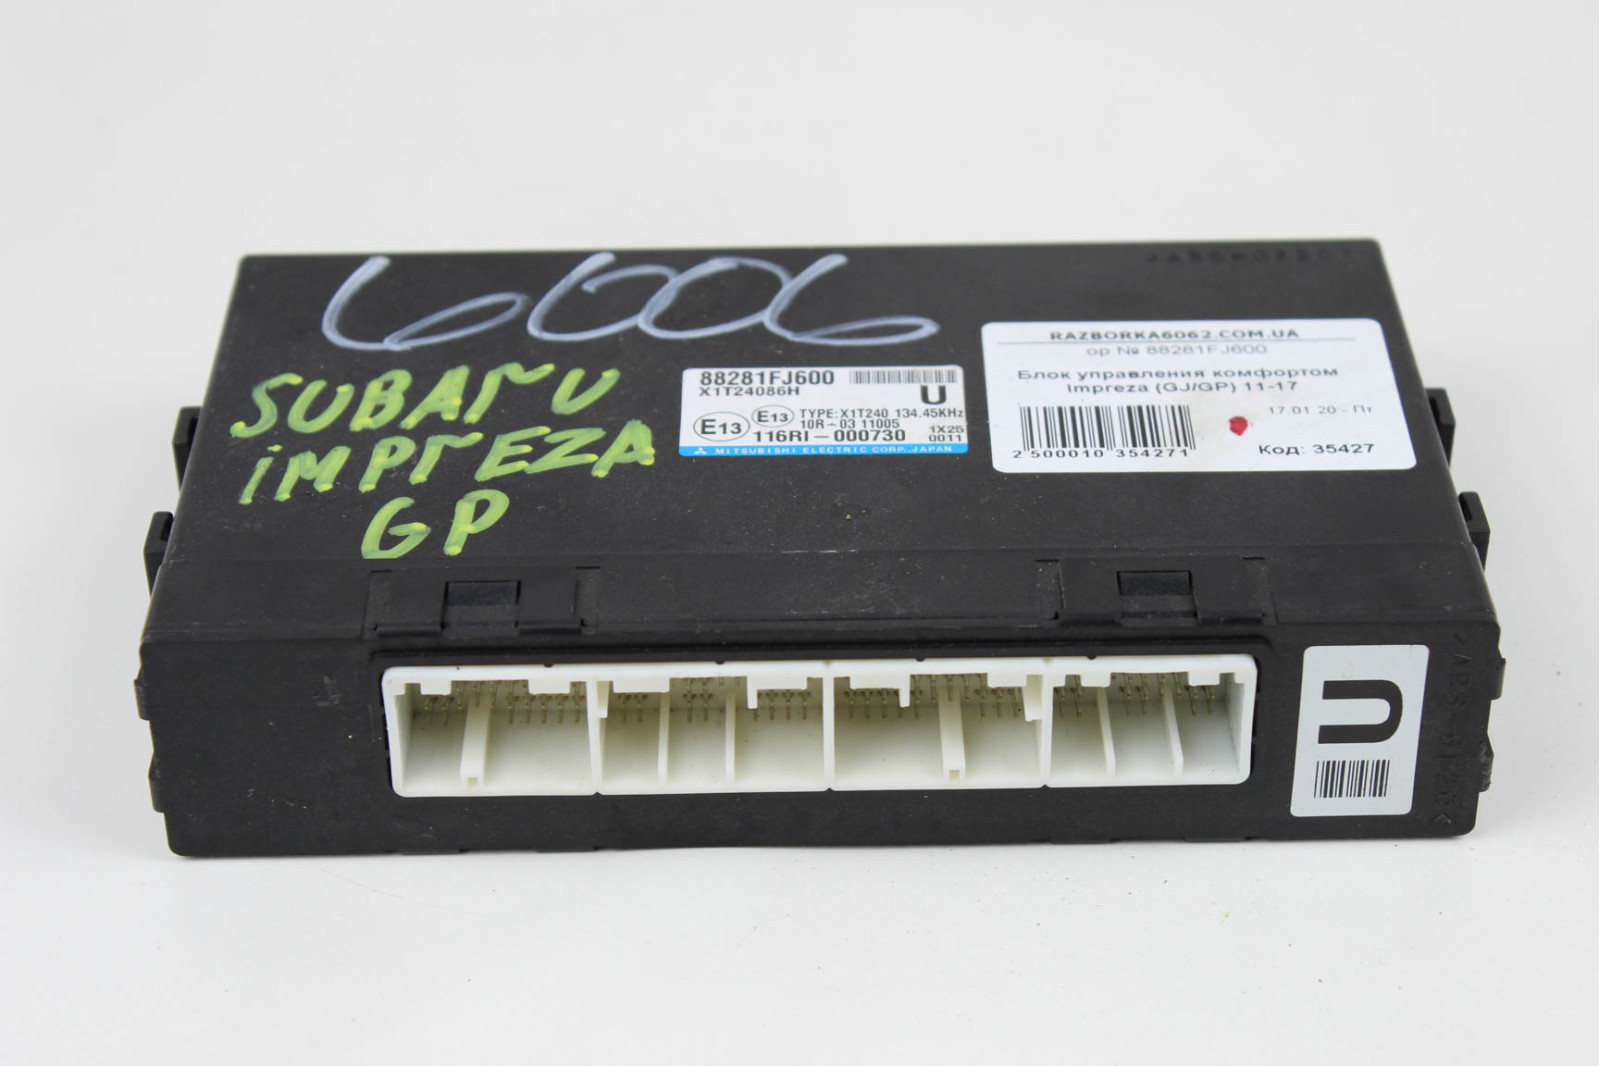 6606
SUBARU
IMPREZA
GP
88281FJ600
X1T24086H
U
E13
E13
TYPE:X1T240 134.45KHz
10R-03 11005
116RI-000730
1X25
0011
MITSUBISHI ELECTRIC CORP.,JAPAN
RAZBORKA6062.COM.UA
ор № 88281FJ600
Блок управления комфортом
Impreza (GJ/GP) 11-17
17 01 20 - Пт
2 500010 354271
Код: 35427
U